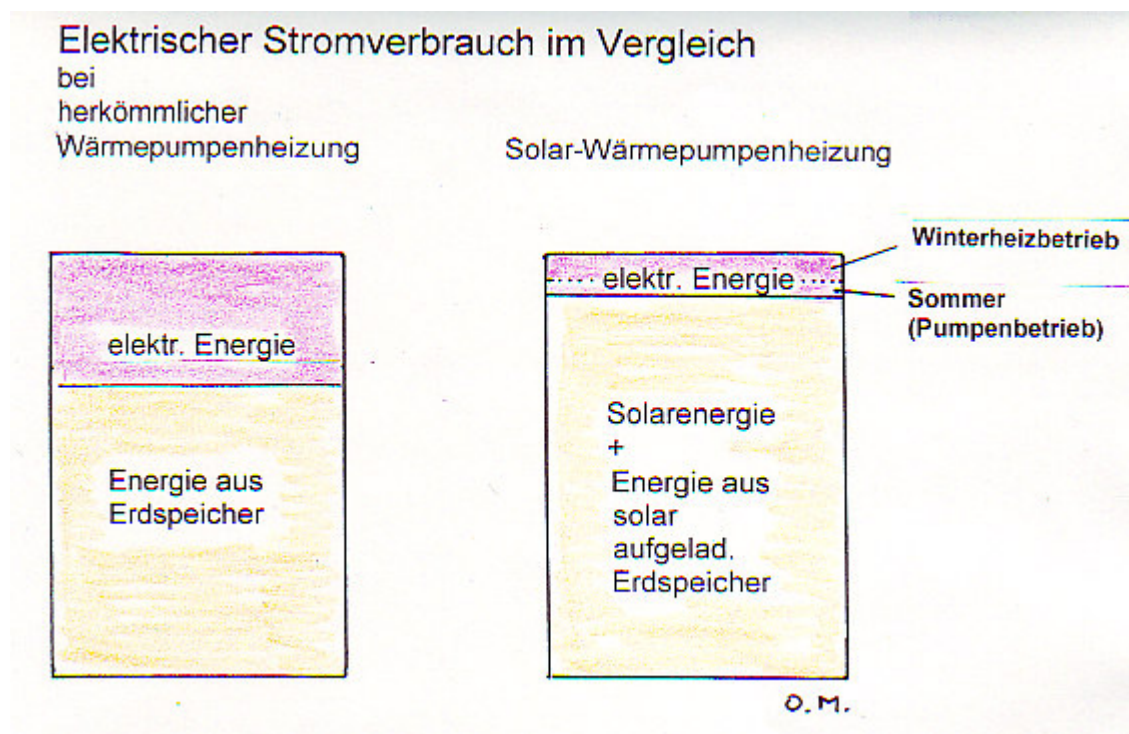 Elektrischer Stromverbrauch im Vergleich
bei
herkömmlicher
Wärmepumpenheizung
Solar-Wärmepumpenheizung
elektr. Energie
Energie aus
Erdspeicher
elektr. Energie
Winterheizbetrieb
Sommer
(Pumpenbetrieb)
Solarenergie
+
Energie aus
solar
aufgelad.
Erdspeicher
O.M.